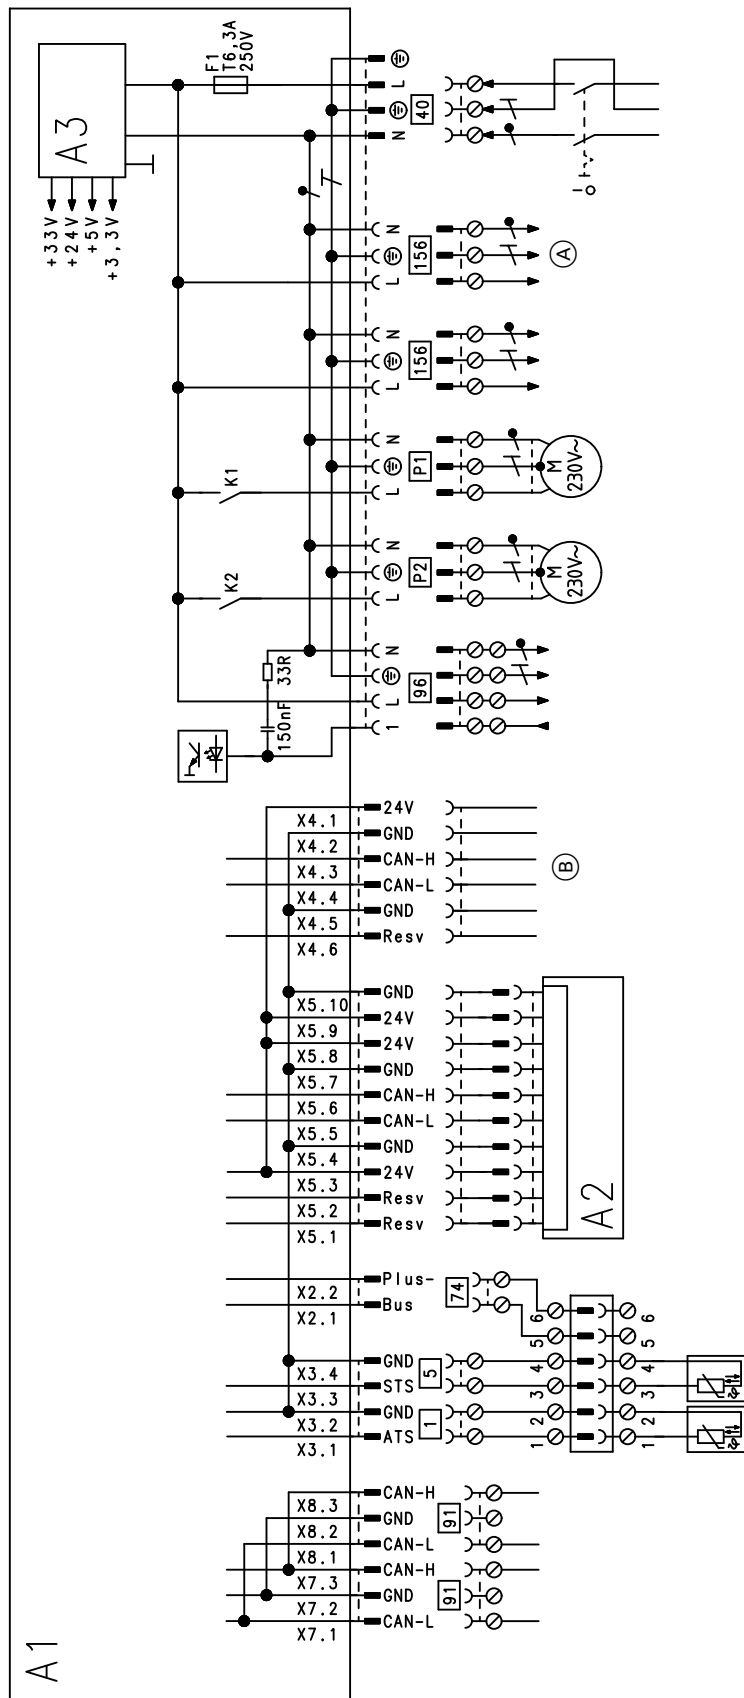 A3
+33V
+24V
+5V
+3,3V
F1
T6,3A
250V
L
N
40
N
L
156
A
N
L
156
K1
N
L
P1
M
230V~
K2
N
L
P2
M
230V~
33R
150nF
N
L
1
96
X4.1 24V
X4.2 GND
X4.3 CAN-H
X4.4 CAN-L
X4.5 GND
X4.6 Resv
B
X5.10 GND
X5.9 24V
X5.8 24V
X5.7 GND
X5.6 CAN-H
X5.5 CAN-L
X5.4 GND
X5.3 24V
X5.2 Resv
X5.1 Resv
A2
X2.2 Plus-
X2.1 Bus
74
X3.4 GND
X3.3 STS
X3.2 GND
X3.1 ATS
5
1
6 6
5 5
4 4
3 3
2 2
1 1
X8.3 CAN-H
X8.2 GND
X8.1 CAN-L
91
X7.3 CAN-H
X7.2 GND
X7.1 CAN-L
91
A1